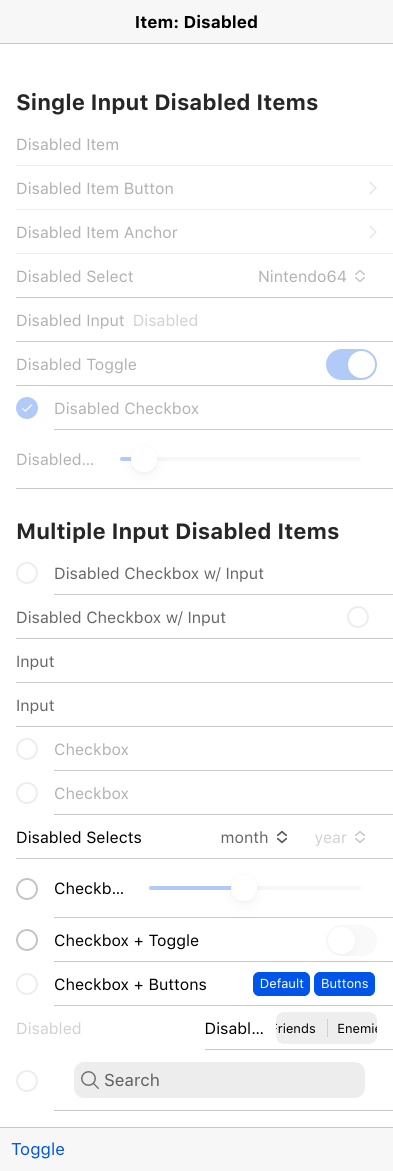 Item: Disabled
Single Input Disabled Items
Disabled Item
Disabled Item Button
Disabled Item Anchor
Disabled Select Nintendo64
Disabled Input Disabled
Disabled Toggle
Disabled Checkbox
Disabled...
Multiple Input Disabled Items
Disabled Checkbox w/ Input
Disabled Checkbox w/ Input
Input
Input
Checkbox
Checkbox
Disabled Selects month year
Checkb...
Checkbox + Toggle
Checkbox + Buttons Default Buttons
Disabled Disabl... riends Enemie
Search
Toggle